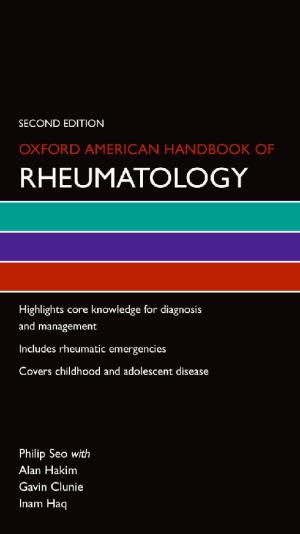 SECOND EDITION
OXFORD AMERICAN HANDBOOK OF
RHEUMATOLOGY
Highlights core knowledge for diagnosis
and management
Includes rheumatic emergencies
Covers childhood and adolescent disease
Philip Seo with
Alan Hakim
Gavin Clunie
Inam Haq